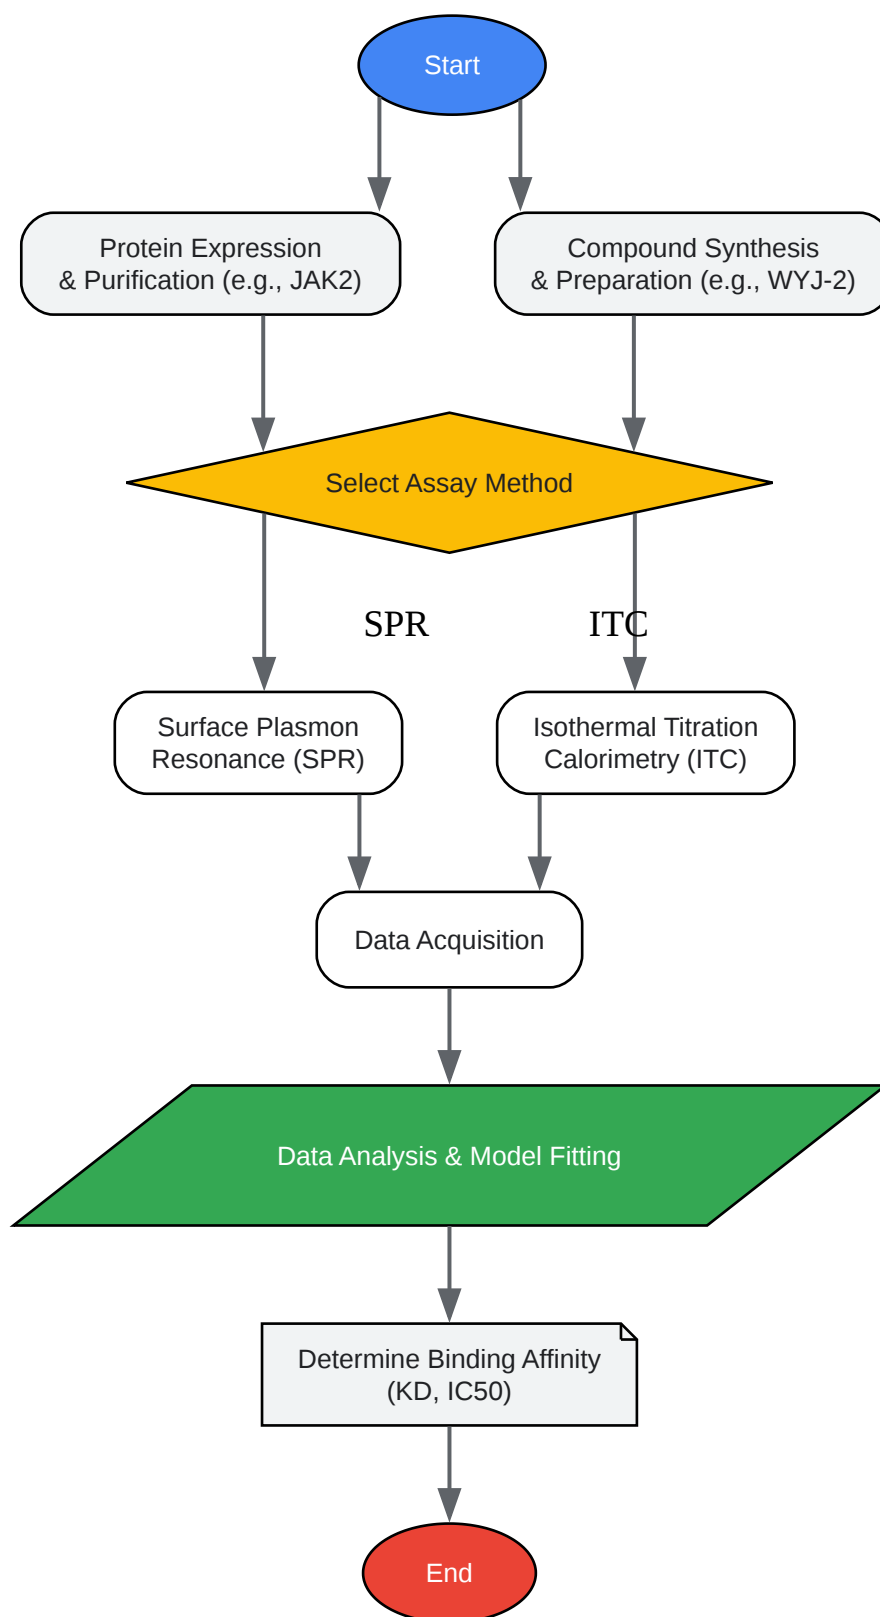 Start
Protein Expression
& Purification (e.g., JAK2)
Compound Synthesis
& Preparation (e.g., WYJ-2)
Select Assay Method
SPR
ITC
Surface Plasmon
Resonance (SPR)
Isothermal Titration
Calorimetry (ITC)
Data Acquisition
Data Analysis & Model Fitting
Determine Binding Affinity
(KD, IC50)
End